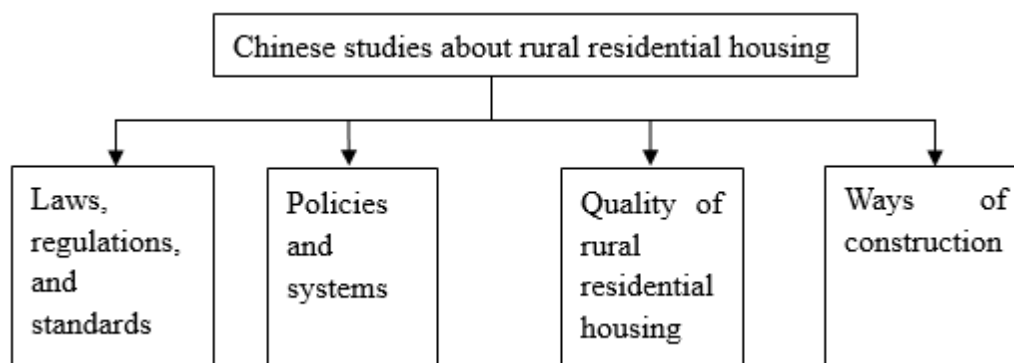 Chinese studies about rural residential housing
Laws,
regulations,
and
standards
Policies
and
systems
Quality of
rural
residential
housing
Ways of
construction